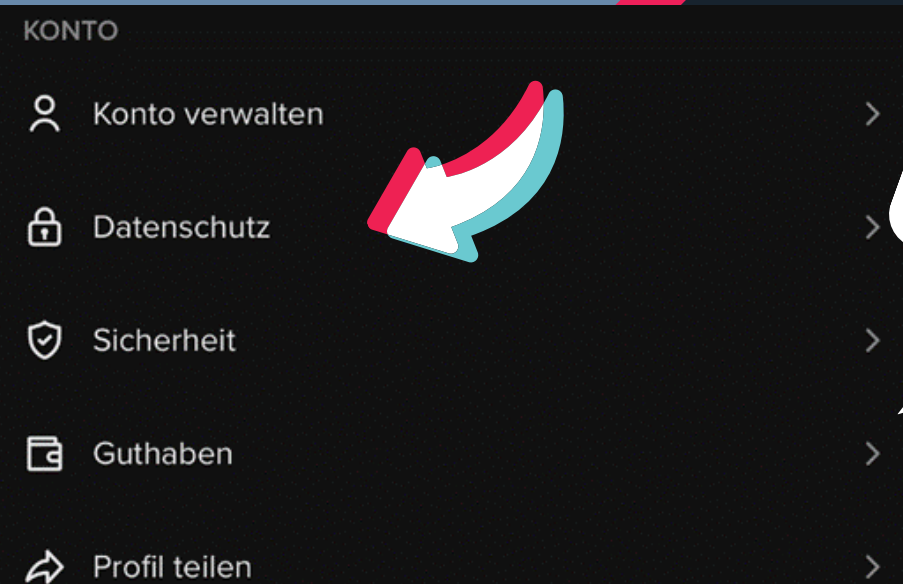 KONTO
Konto verwalten
Datenschutz
Sicherheit
Guthaben
Profil teilen